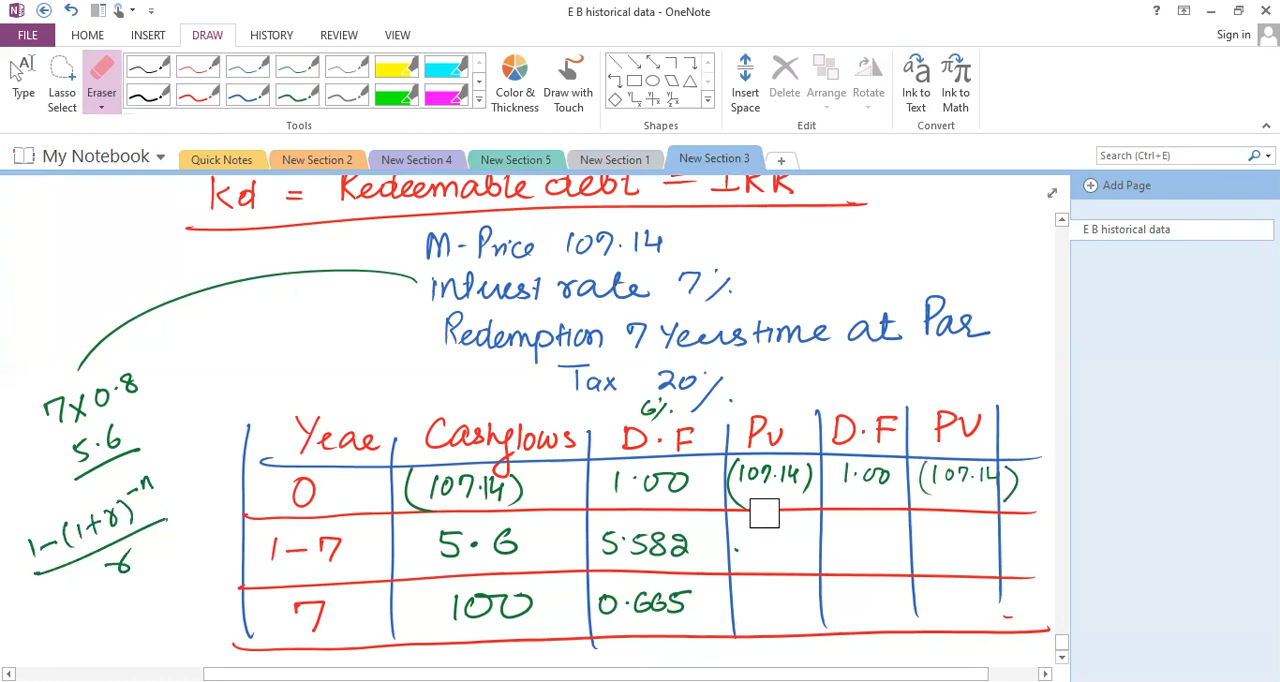 E B historical data - OneNote
Sign in
FILE HOME INSERT DRAW HISTORY REVIEW VIEW
Type
Lasso Select
Eraser
Color & Thickness
Draw with Touch
Insert Space
Delete
Arrange
Rotate
Ink to Text
Ink to Math
Tools Shapes Edit Convert
My Notebook Quick Notes New Section 2 New Section 4 New Section 5 New Section 1 New Section 3
Search (Ctrl+E)
Add Page
E B historical data
Kd = Redeemable debt = IRR
M-Price 107.14
Interest rate 7%
Redemption 7 Years time at Par
Tax 20%
7 x 0.8
5.6
1-(1+r)^-n
6%
Yeae Cashflows D.F PV D.F PV
0 (107.14) 1.00 (107.14) 1.00 (107.14)
1-7 5.6 5.582
7 100 0.665